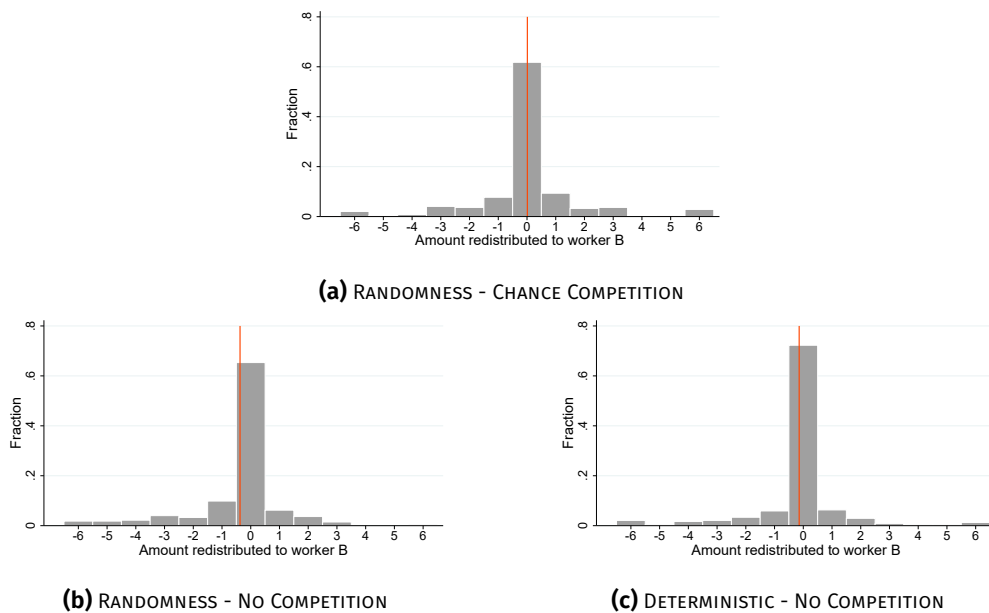 .8
.6
.4
.2
0
Fraction
-6 -5 -4 -3 -2 -1 0 1 2 3 4 5 6
Amount redistributed to worker B
(a) RANDOMNESS - CHANCE COMPETITION
.8
.6
.4
.2
0
Fraction
-6 -5 -4 -3 -2 -1 0 1 2 3 4 5 6
Amount redistributed to worker B
(b) RANDOMNESS - NO COMPETITION
.8
.6
.4
.2
0
Fraction
-6 -5 -4 -3 -2 -1 0 1 2 3 4 5 6
Amount redistributed to worker B
(c) DETERMINISTIC - NO COMPETITION